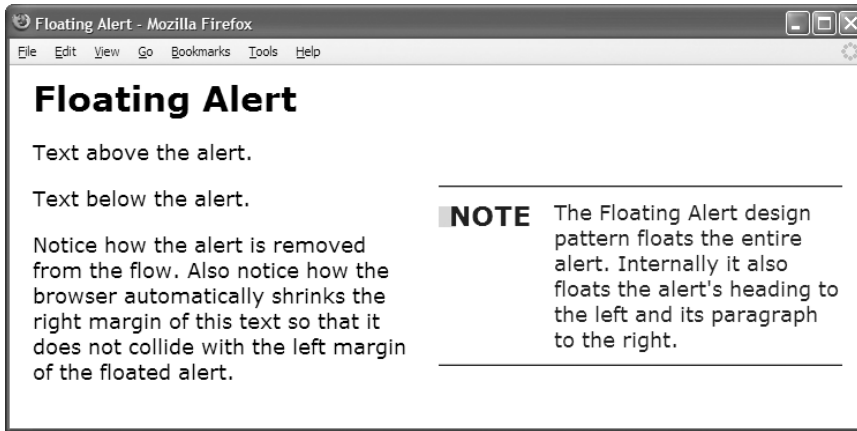 Floating Alert - Mozilla Firefox
File Edit View Go Bookmarks Tools Help
Floating Alert
Text above the alert.
Text below the alert.
Notice how the alert is removed
from the flow. Also notice how the
browser automatically shrinks the
right margin of this text so that it
does not collide with the left margin
of the floated alert.
NOTE
The Floating Alert design
pattern floats the entire
alert. Internally it also
floats the alert's heading to
the left and its paragraph
to the right.